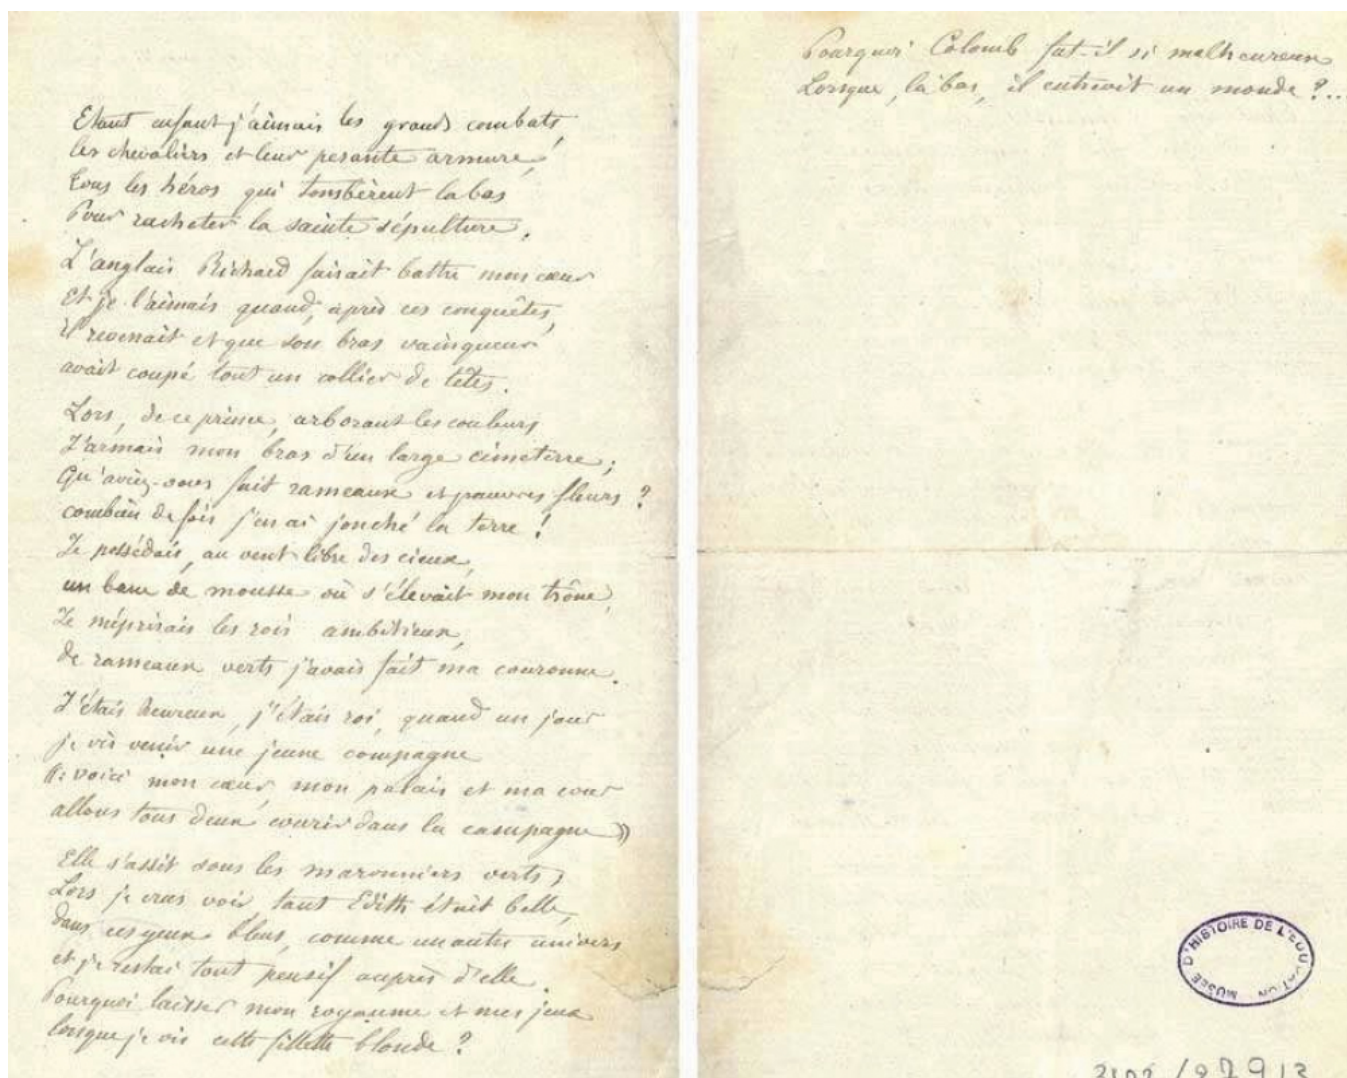 Etant enfant j'aimais les grands combats,
les chevaliers et leur pesante armure,
tous les héros qui tombèrent la bas
Pour racheter la sainte sépulture.
L'anglais Richard faisait battre mon cœur
Et je l'aimais quand, après ces conquêtes,
il revenait et que son bras vainqueur
avait coupé tout un collier de têtes.
Lors, de ce prince, arborant les couleurs
J'armais mon bras d'un large cimeterre ;
Qu'aviez-vous fait rameaux et pauvres fleurs ?
combien de fois j'en ai jonché la terre !
Je possédais, au vent libre des cieux,
un banc de mousse où s'élevait mon trône,
Je méprisais les rois ambitieux,
de rameaux verts j'avais fait ma couronne.
J'étais heureux, j'étais roi, quand un jour
je vis venir une jeune compagne
voici mon cœur, mon palais et ma cour
allons tous deux courir dans la campagne »
Elle s'assit sous les maronniers verts,
Lors je crus voir, tant Edith était belle,
dans ces yeux bleus, comme un autre univers
et je restai tout pensif auprès d'elle.
Pourquoi laisser mon royaume et mes jeux
lorsque je vis cette fillette blonde ?
Pourquoi Colomb fut-il si malheureux
Lorsque, là bas, il entrevit un monde ?...
MUSÉE D'HISTOIRE DE L'ÉDUCATION